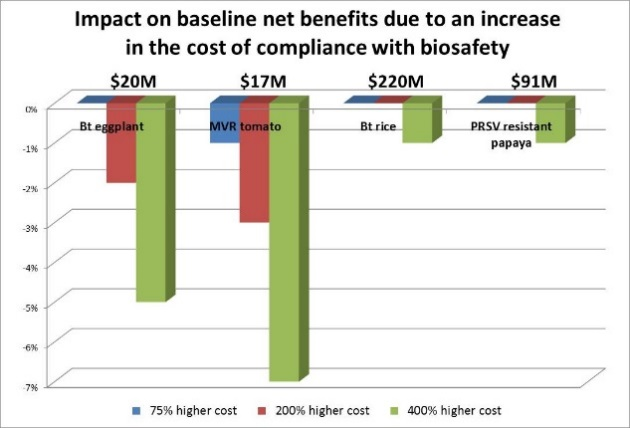 Impact on baseline net benefits due to an increase
in the cost of compliance with biosafety
$20M $17M $220M $91M
0%
Bt eggplant MVR tomato Bt rice PRSV resistant
papaya
-1%
-2%
-3%
-4%
-5%
-6%
-7%
75% higher cost 200% higher cost 400% higher cost